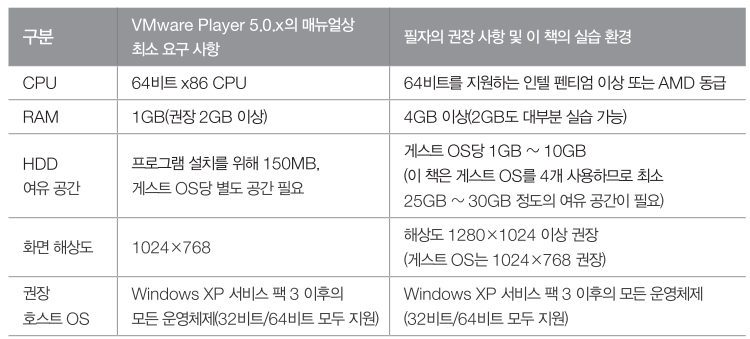 구분
VMware Player 5.0.x의 매뉴얼상
최소 요구 사항
필자의 권장 사항 및 이 책의 실습 환경
CPU
64비트 x86 CPU
64비트를 지원하는 인텔 펜티엄 이상 또는 AMD 동급
RAM
1GB(권장 2GB 이상)
4GB 이상(2GB도 대부분 실습 가능)
HDD
여유 공간
프로그램 설치를 위해 150MB,
게스트 OS당 별도 공간 필요
게스트 OS당 1GB ~ 10GB
(이 책은 게스트 OS를 4개 사용하므로 최소
25GB ~ 30GB 정도의 여유 공간이 필요)
화면 해상도
1024×768
해상도 1280×1024 이상 권장
(게스트 OS는 1024×768 권장)
권장
호스트 OS
Windows XP 서비스 팩 3 이후의
모든 운영체제(32비트/64비트 모두 지원)
Windows XP 서비스 팩 3 이후의 모든 운영체제
(32비트/64비트 모두 지원)